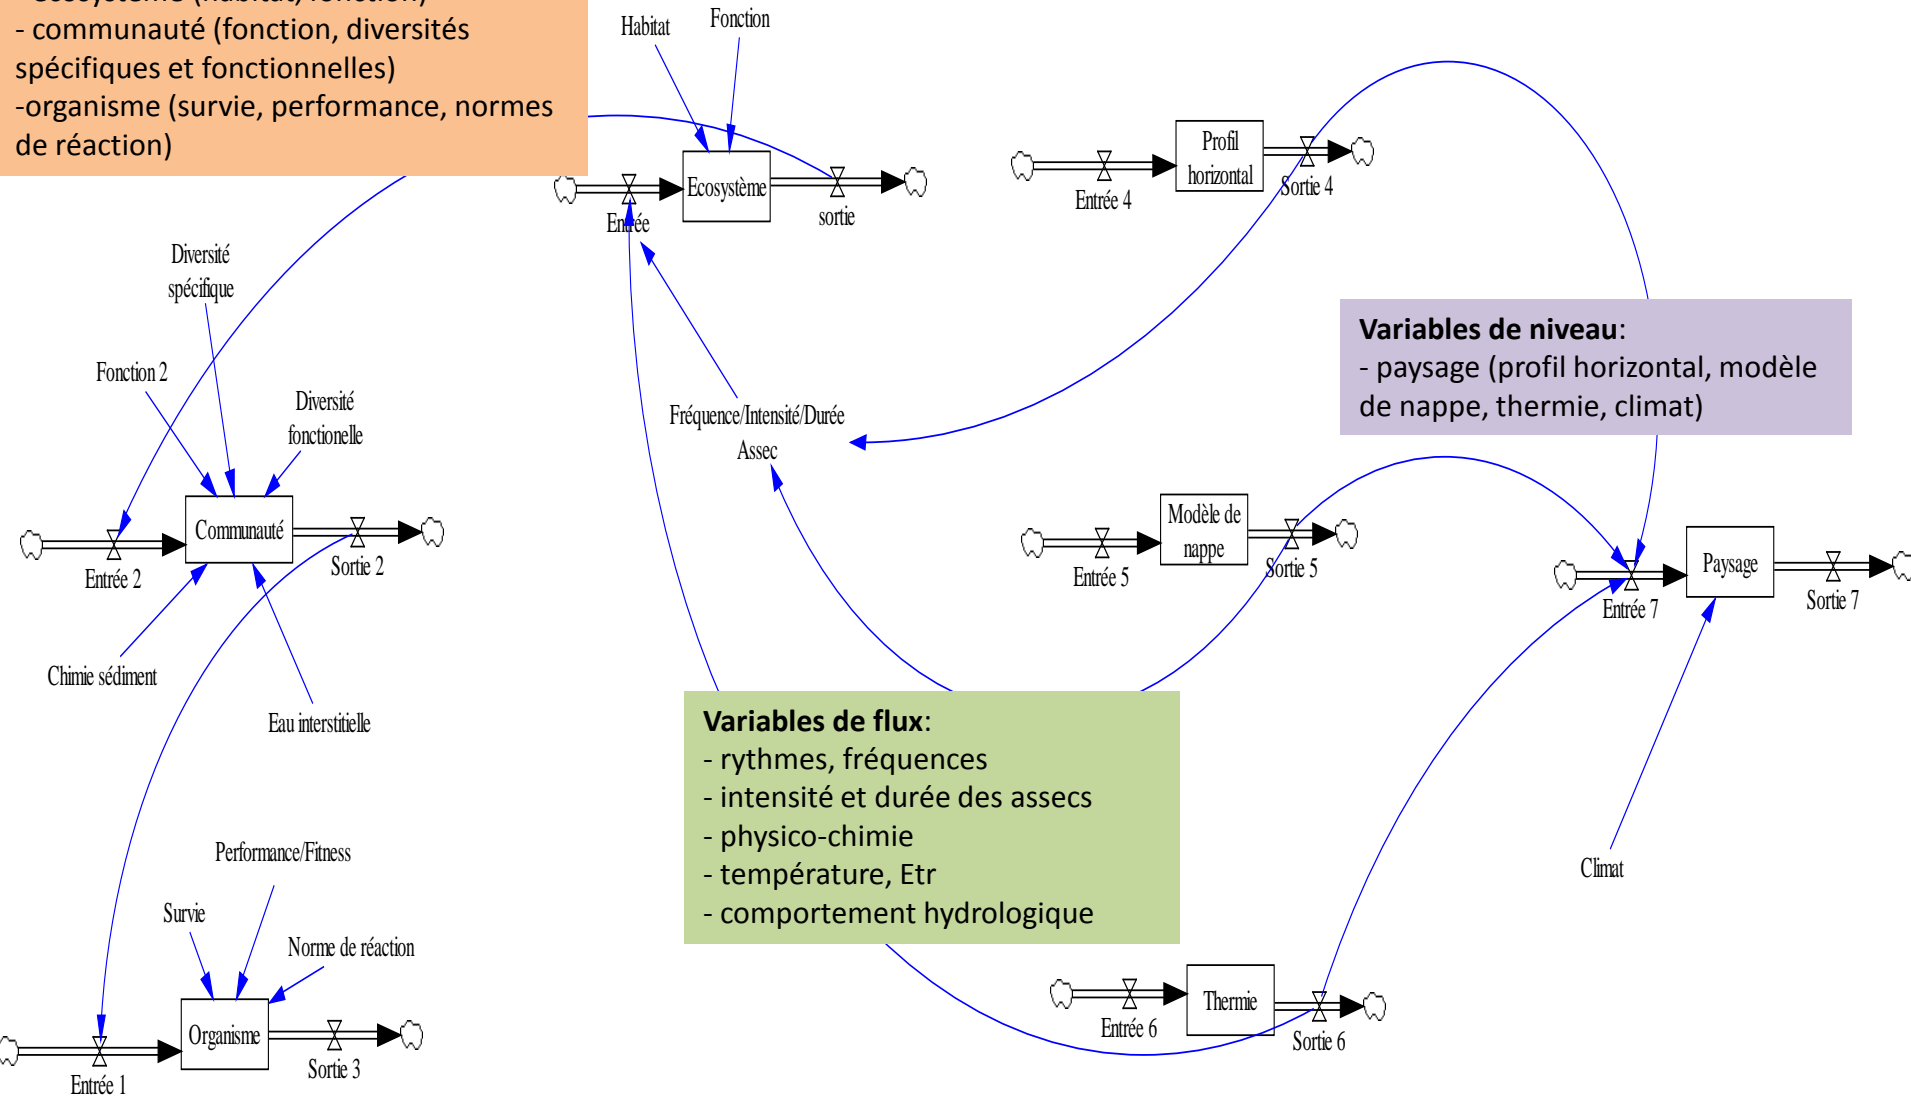 - communauté (fonction, diversités
spécifiques et fonctionnelles)
-organisme (survie, performance, normes
de réaction)
Habitat
Fonction
Ecosystème
Entrée
sortie
Profil
horizontal
Entrée 4
Sortie 4
Diversité
spécifique
Fonction 2
Diversité
fonctionelle
Communauté
Entrée 2
Sortie 2
Chimie sédiment
Eau interstitielle
Fréquence/Intensité/Durée
Assec
Variables de niveau:
- paysage (profil horizontal, modèle
de nappe, thermie, climat)
Modèle de
nappe
Entrée 5
Sortie 5
Paysage
Entrée 7
Sortie 7
Climat
Variables de flux:
- rythmes, fréquences
- intensité et durée des assecs
- physico-chimie
- température, Etr
- comportement hydrologique
Performance/Fitness
Survie
Norme de réaction
Organisme
Entrée 1
Sortie 3
Thermie
Entrée 6
Sortie 6